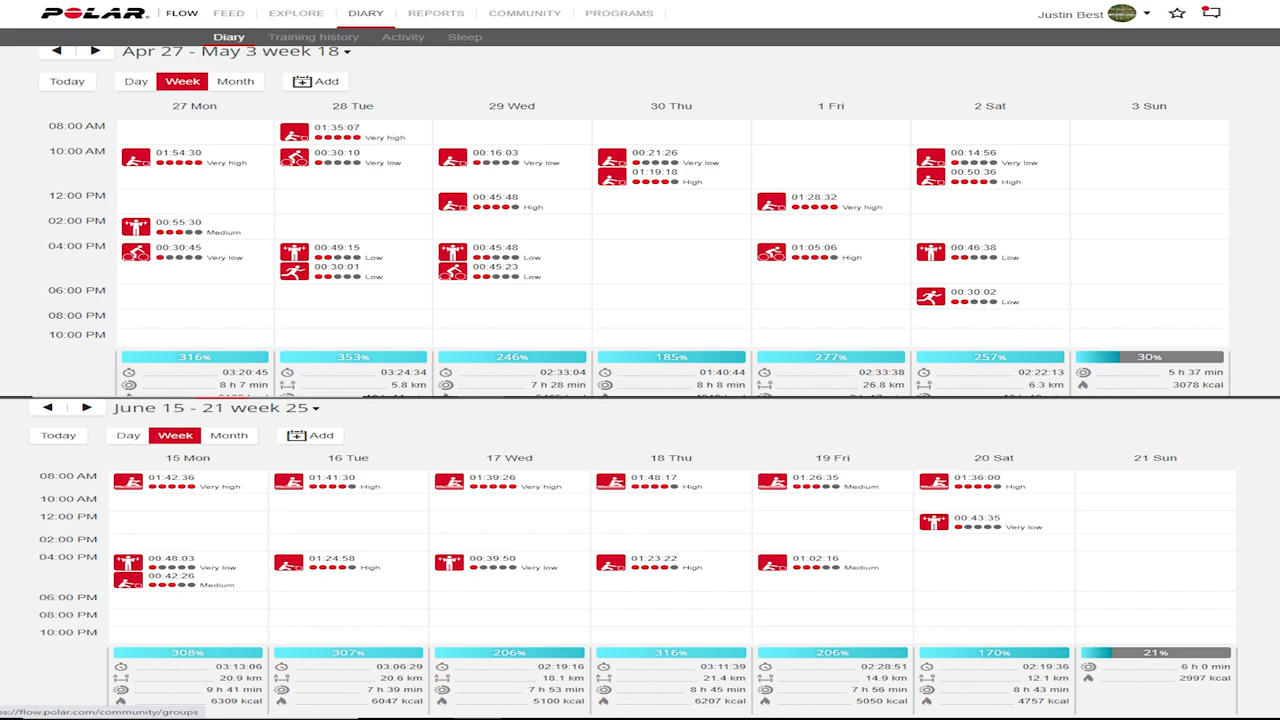 POLAR. FLOW FEED EXPLORE DIARY REPORTS COMMUNITY PROGRAMS Justin Best
Diary Training history Activity Sleep
Apr 27 - May 3 week 18
Today Day Week Month Add
27 Mon 28 Tue 29 Wed 30 Thu 1 Fri 2 Sat 3 Sun
08:00 AM 01:35:07
Very high
10:00 AM 01:54:30 00:30:10 00:16:03 00:21:26 00:14:56
Very high Very low Very low Very low Very low
01:19:18 00:50:36
High High
12:00 PM 00:45:48 01:28:32
High Very high
02:00 PM 00:55:30
Medium
04:00 PM 00:30:45 00:49:15 00:45:48 01:05:06 00:46:38
Very low Low Low High Low
00:30:01 00:45:23
Low Low
06:00 PM 00:30:02
Low
08:00 PM
10:00 PM
316% 353% 246% 185% 277% 257% 30%
03:20:45 03:24.34 02:33:04 01:40:44 02:33:38 02:22:13 5 h 37 min
8 h 7 min 5.8 km 7 h 28 min 8 h 8 min 26.8 km 6.3 km 3078 kcal
June 15 - 21 week 25
Today Day Week Month Add
15 Mon 16 Tue 17 Wed 18 Thu 19 Fri 20 Sat 21 Sun
08:00 AM 01:42:36 01:41:30 01:39:26 01:48:17 01:26:35 01:36:00
Very high High Very high High Medium High
10:00 AM
12:00 PM 00:43:35
Very low
02:00 PM
04:00 PM 00:48:03 01:24:58 00:39:50 01:23:22 01:02:16
Very low High Very low High Medium
00:42:26
Medium
06:00 PM
08:00 PM
10:00 PM
308% 307% 206% 316% 206% 170% 21%
03:13:06 03:06:29 02:19:16 03:11:39 02:28:51 02:19:36 6 h 0 min
20.9 km 20.6 km 18.1 km 21.4 km 14.9 km 12.1 km 2997 kcal
9 h 41 min 7 h 39 min 7 h 53 min 8 h 45 min 7 h 56 min 8 h 43 min
6309 kcal 6047 kcal 5100 kcal 6207 kcal 5050 kcal 4757 kcal
ps://flow.polar.com/community/groups